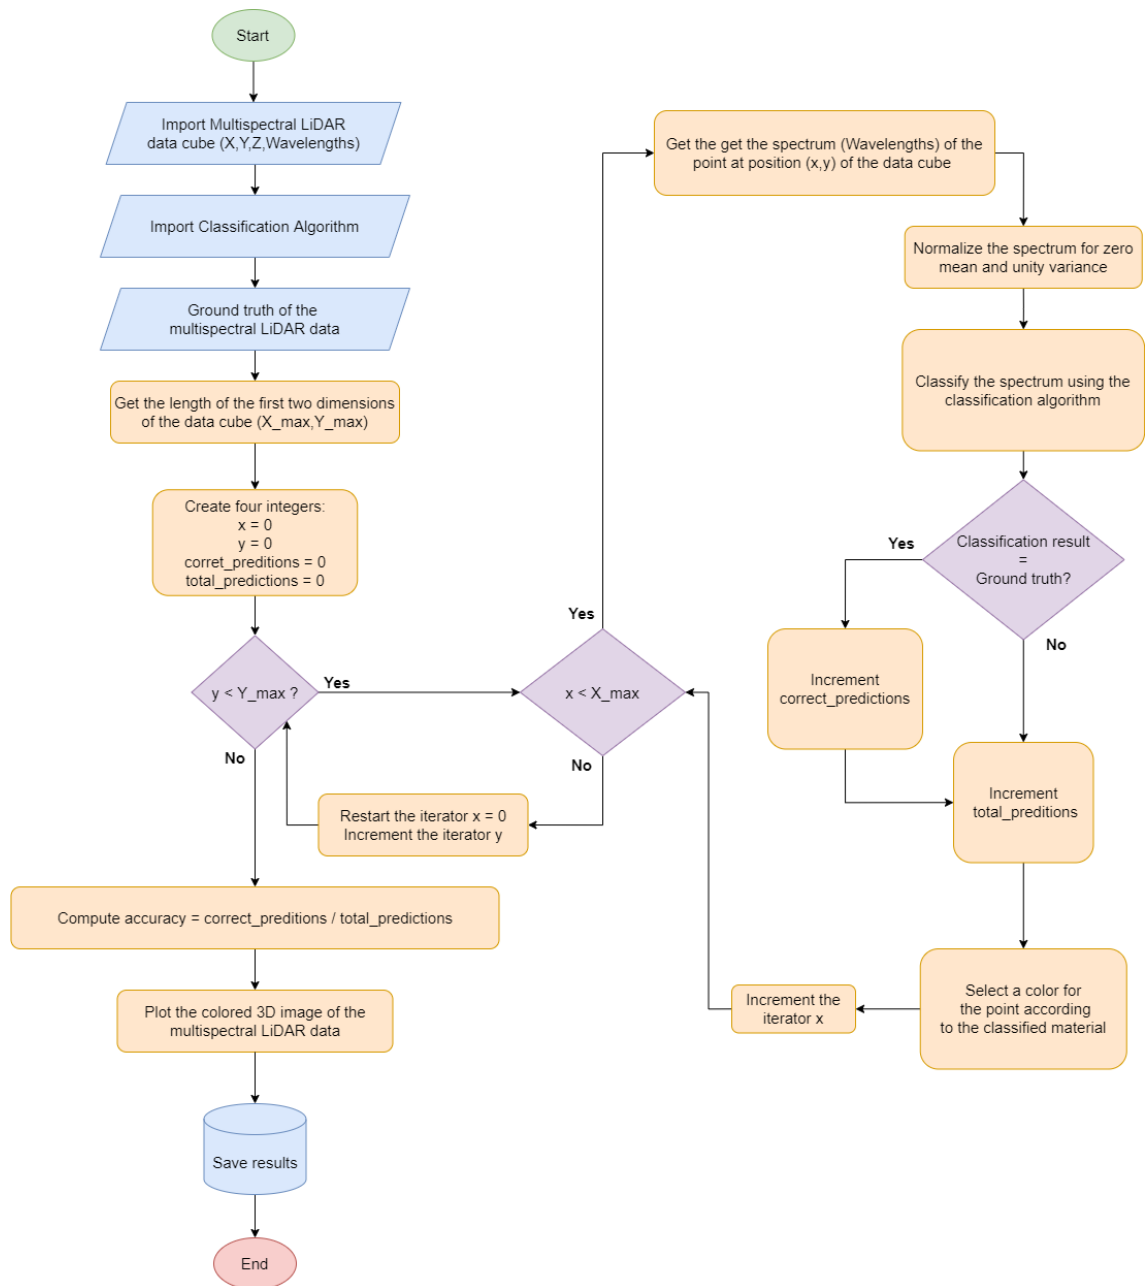 Start
Import Multispectral LiDAR
data cube (X,Y,Z,Wavelengths)
Import Classification Algorithm
Ground truth of the
multispectral LiDAR data
Get the length of the first two dimensions
of the data cube (X_max,Y_max)
Create four integers:
x = 0
y = 0
corret_preditions = 0
total_predictions = 0
y < Y_max ?
Yes
No
x < X_max
Yes
No
Restart the iterator x = 0
Increment the iterator y
Get the get the spectrum (Wavelengths) of the
point at position (x,y) of the data cube
Normalize the spectrum for zero
mean and unity variance
Classify the spectrum using the
classification algorithm
Classification result
=
Ground truth?
Yes
No
Increment
correct_predictions
Increment
total_preditions
Select a color for
the point according
to the classified material
Increment the
iterator x
Compute accuracy = correct_preditions / total_predictions
Plot the colored 3D image of the
multispectral LiDAR data
Save results
End